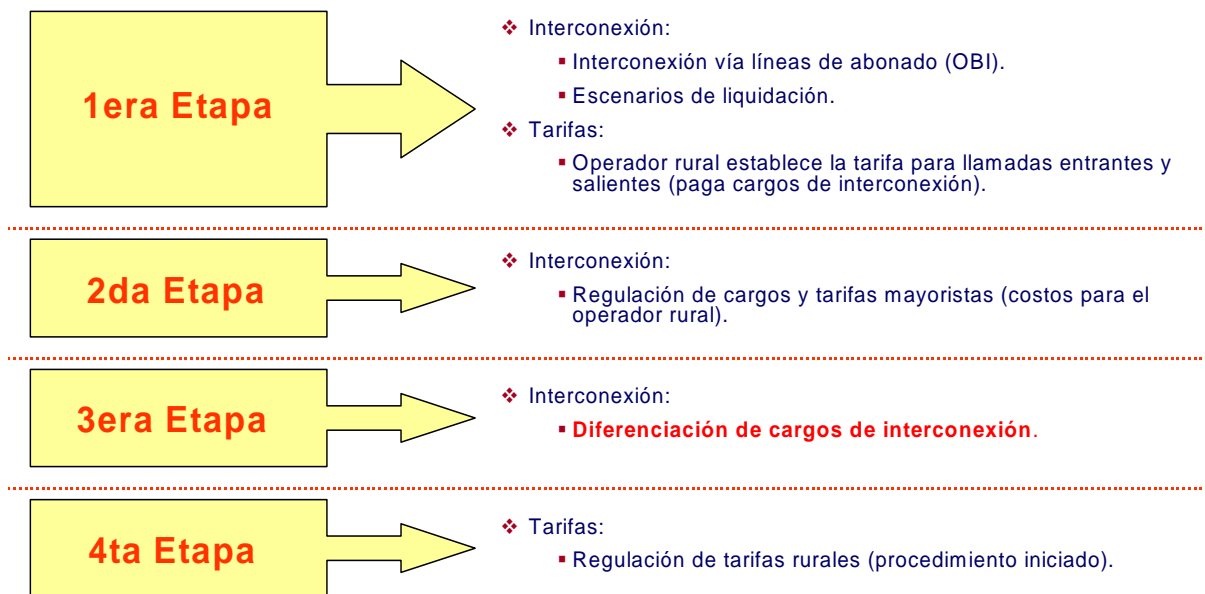 1era Etapa
Interconexión:
Interconexión vía líneas de abonado (OBI).
Escenarios de liquidación.
Tarifas:
Operador rural establece la tarifa para llamadas entrantes y
salientes (paga cargos de interconexión).
2da Etapa
Interconexión:
Regulación de cargos y tarifas mayoristas (costos para el
operador rural).
3era Etapa
Interconexión:
Diferenciación de cargos de interconexión.
4ta Etapa
Tarifas:
Regulación de tarifas rurales (procedimiento iniciado).